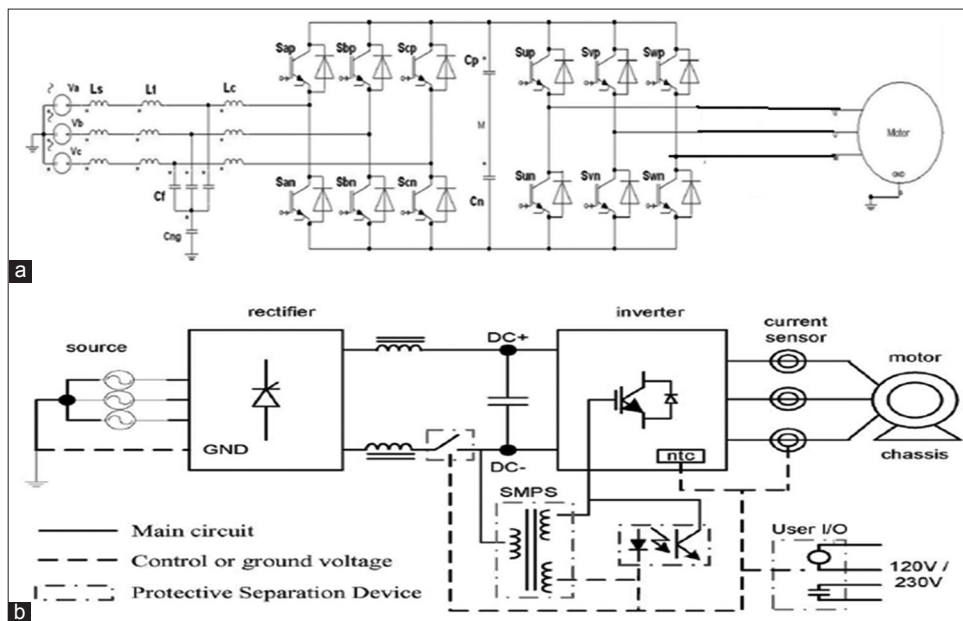 Sap Sbp Scp Cp Sup Svp Swp
Va Ls Lf Lc
Vb M Motor
Vc
GND
Cf San Sbn Scn Cn Sun Svn Swn
Cng
a
rectifier inverter current
sensor
source DC+ motor
GND ntc
DC- chassis
SMPS
Main circuit User I/O
Control or ground voltage 120V /
230V
Protective Separation Device
b